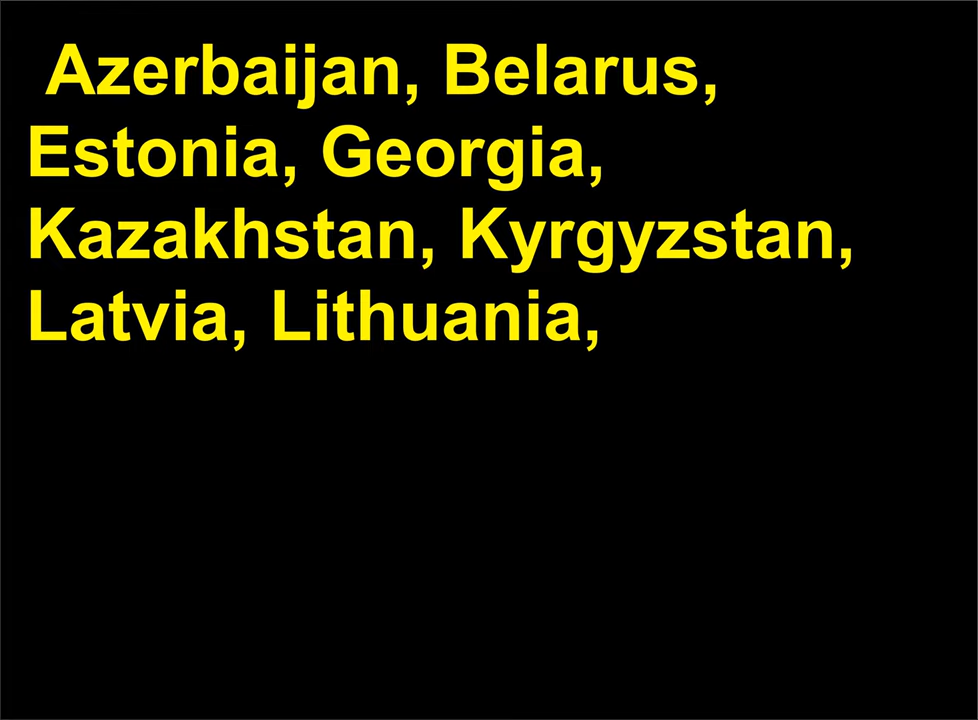 Azerbaijan, Belarus,
Estonia, Georgia,
Kazakhstan, Kyrgyzstan,
Latvia, Lithuania,